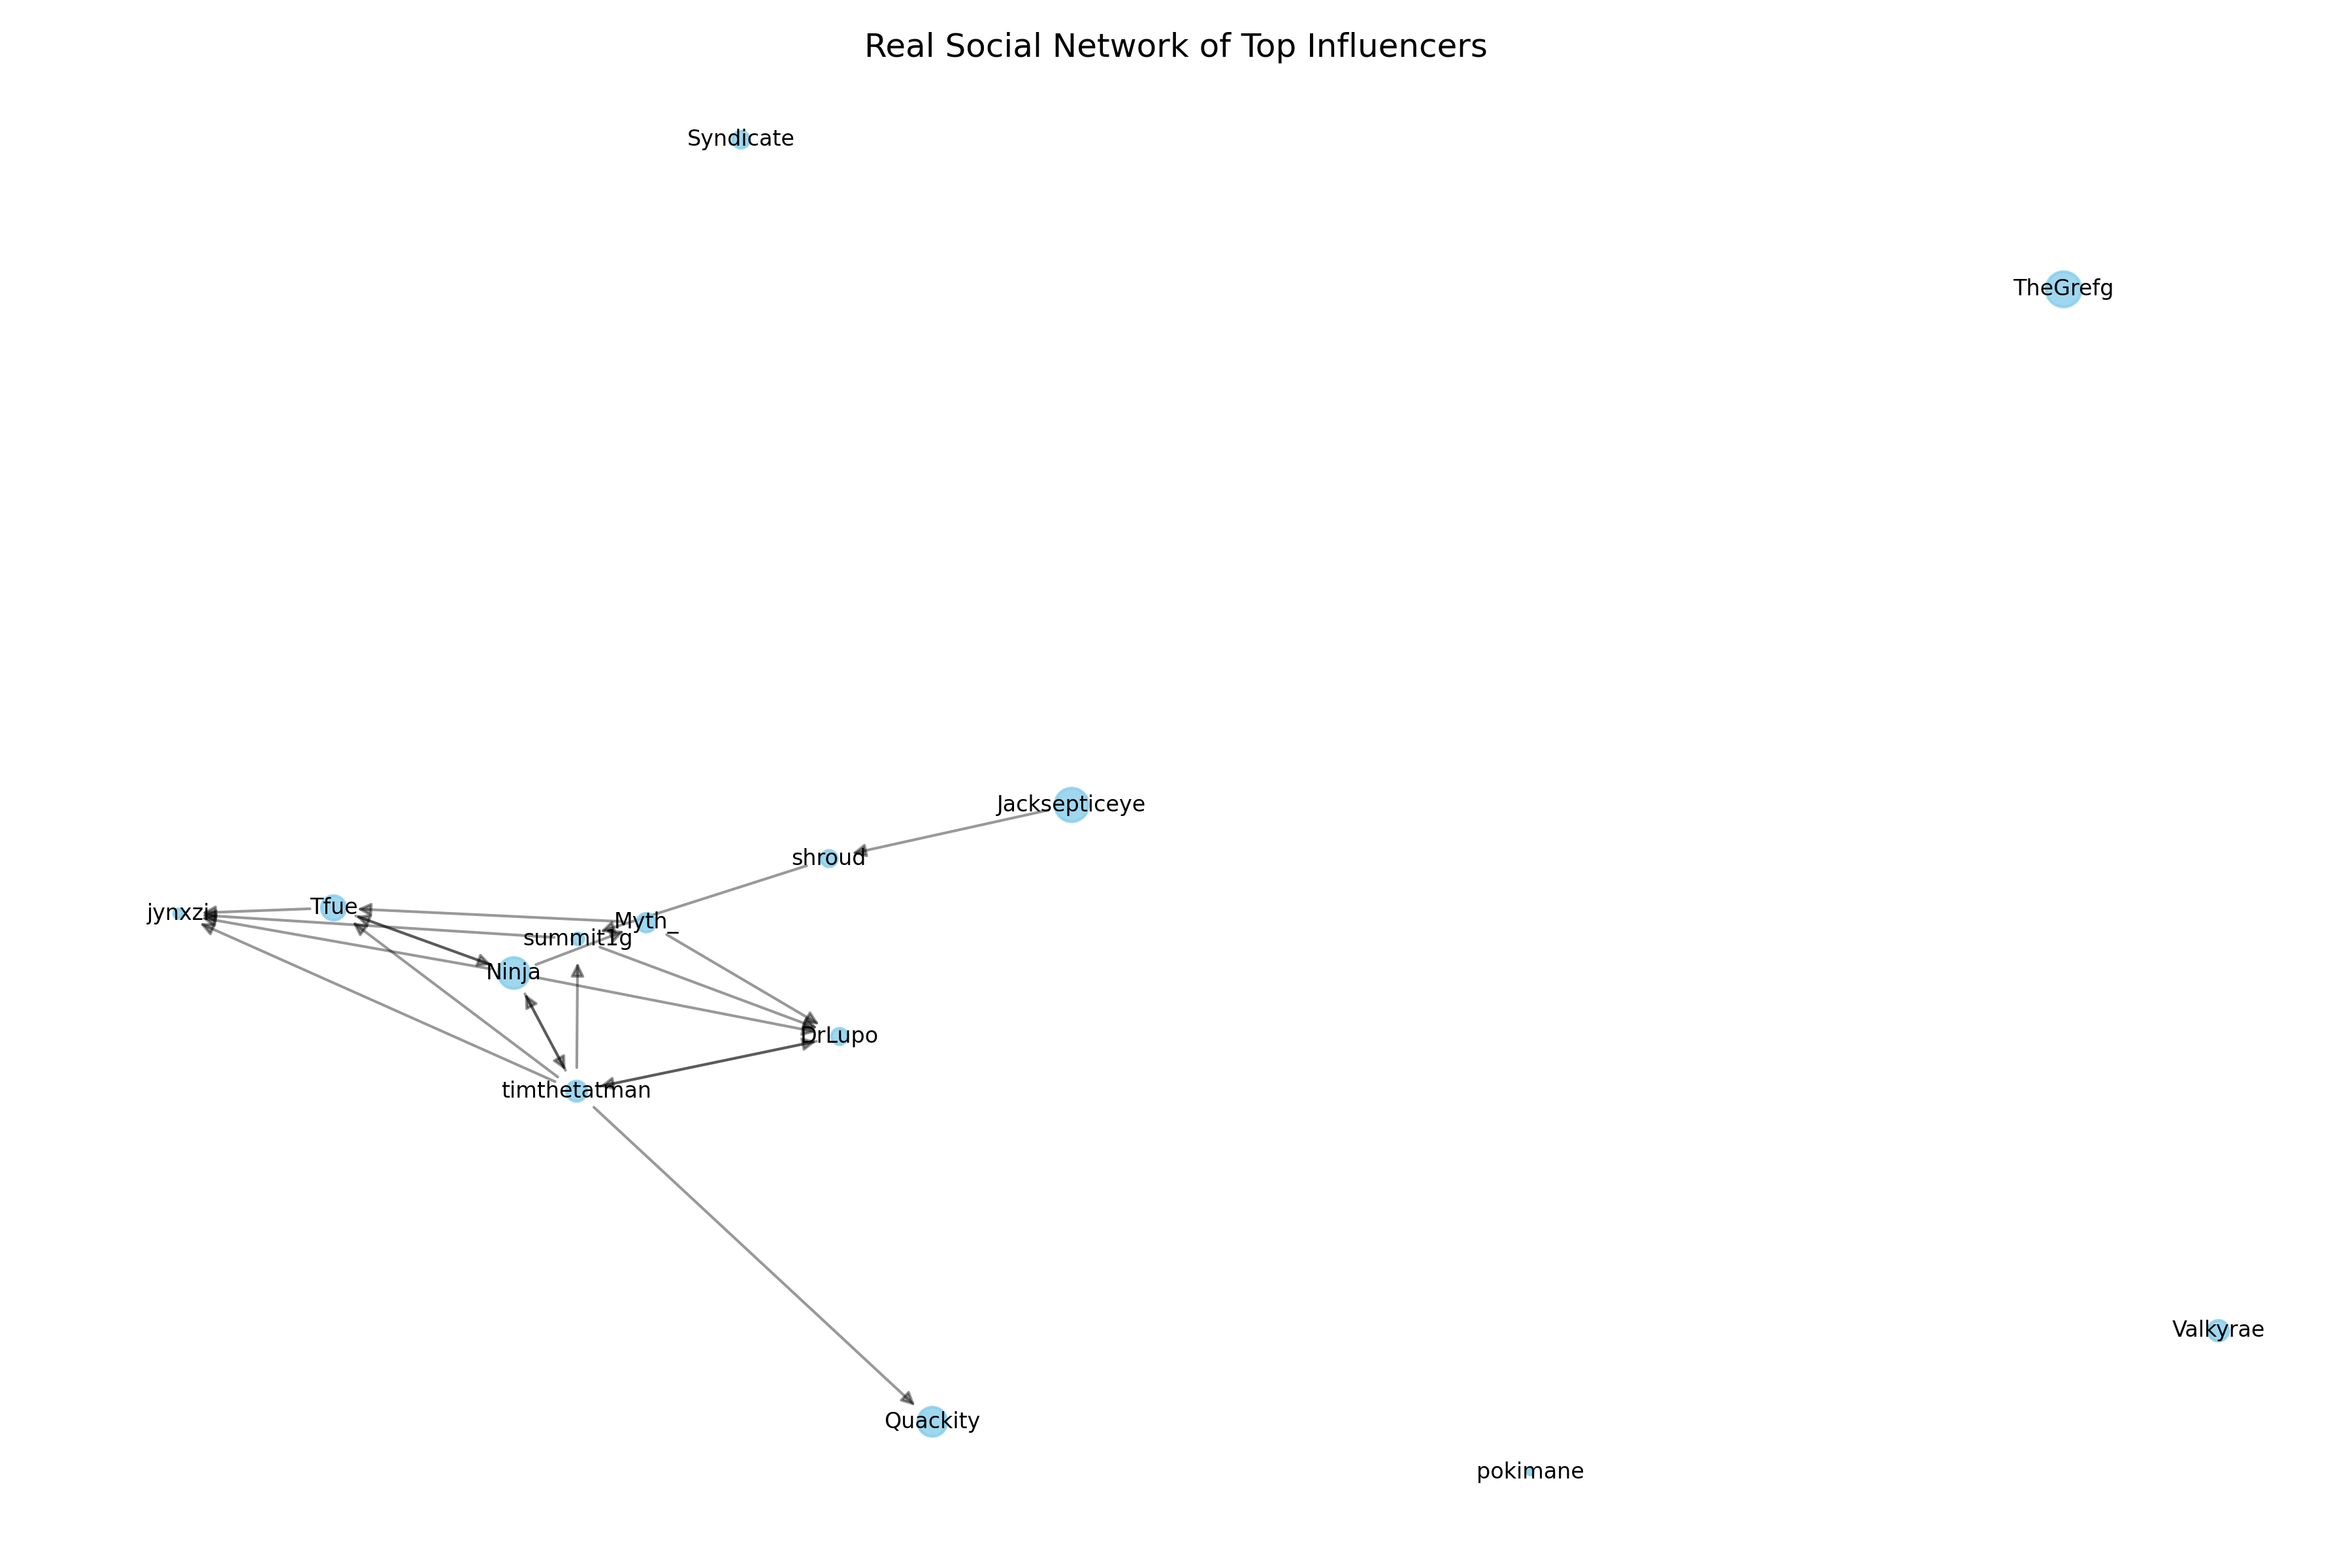 Real Social Network of Top Influencers
Syndicate
TheGrefg
Jacksepticeye
shroud
Tfue
jynxzi
Myth_
summit1g
Ninja
DrLupo
timthetatman
Valkyrae
Quackity
pokimane